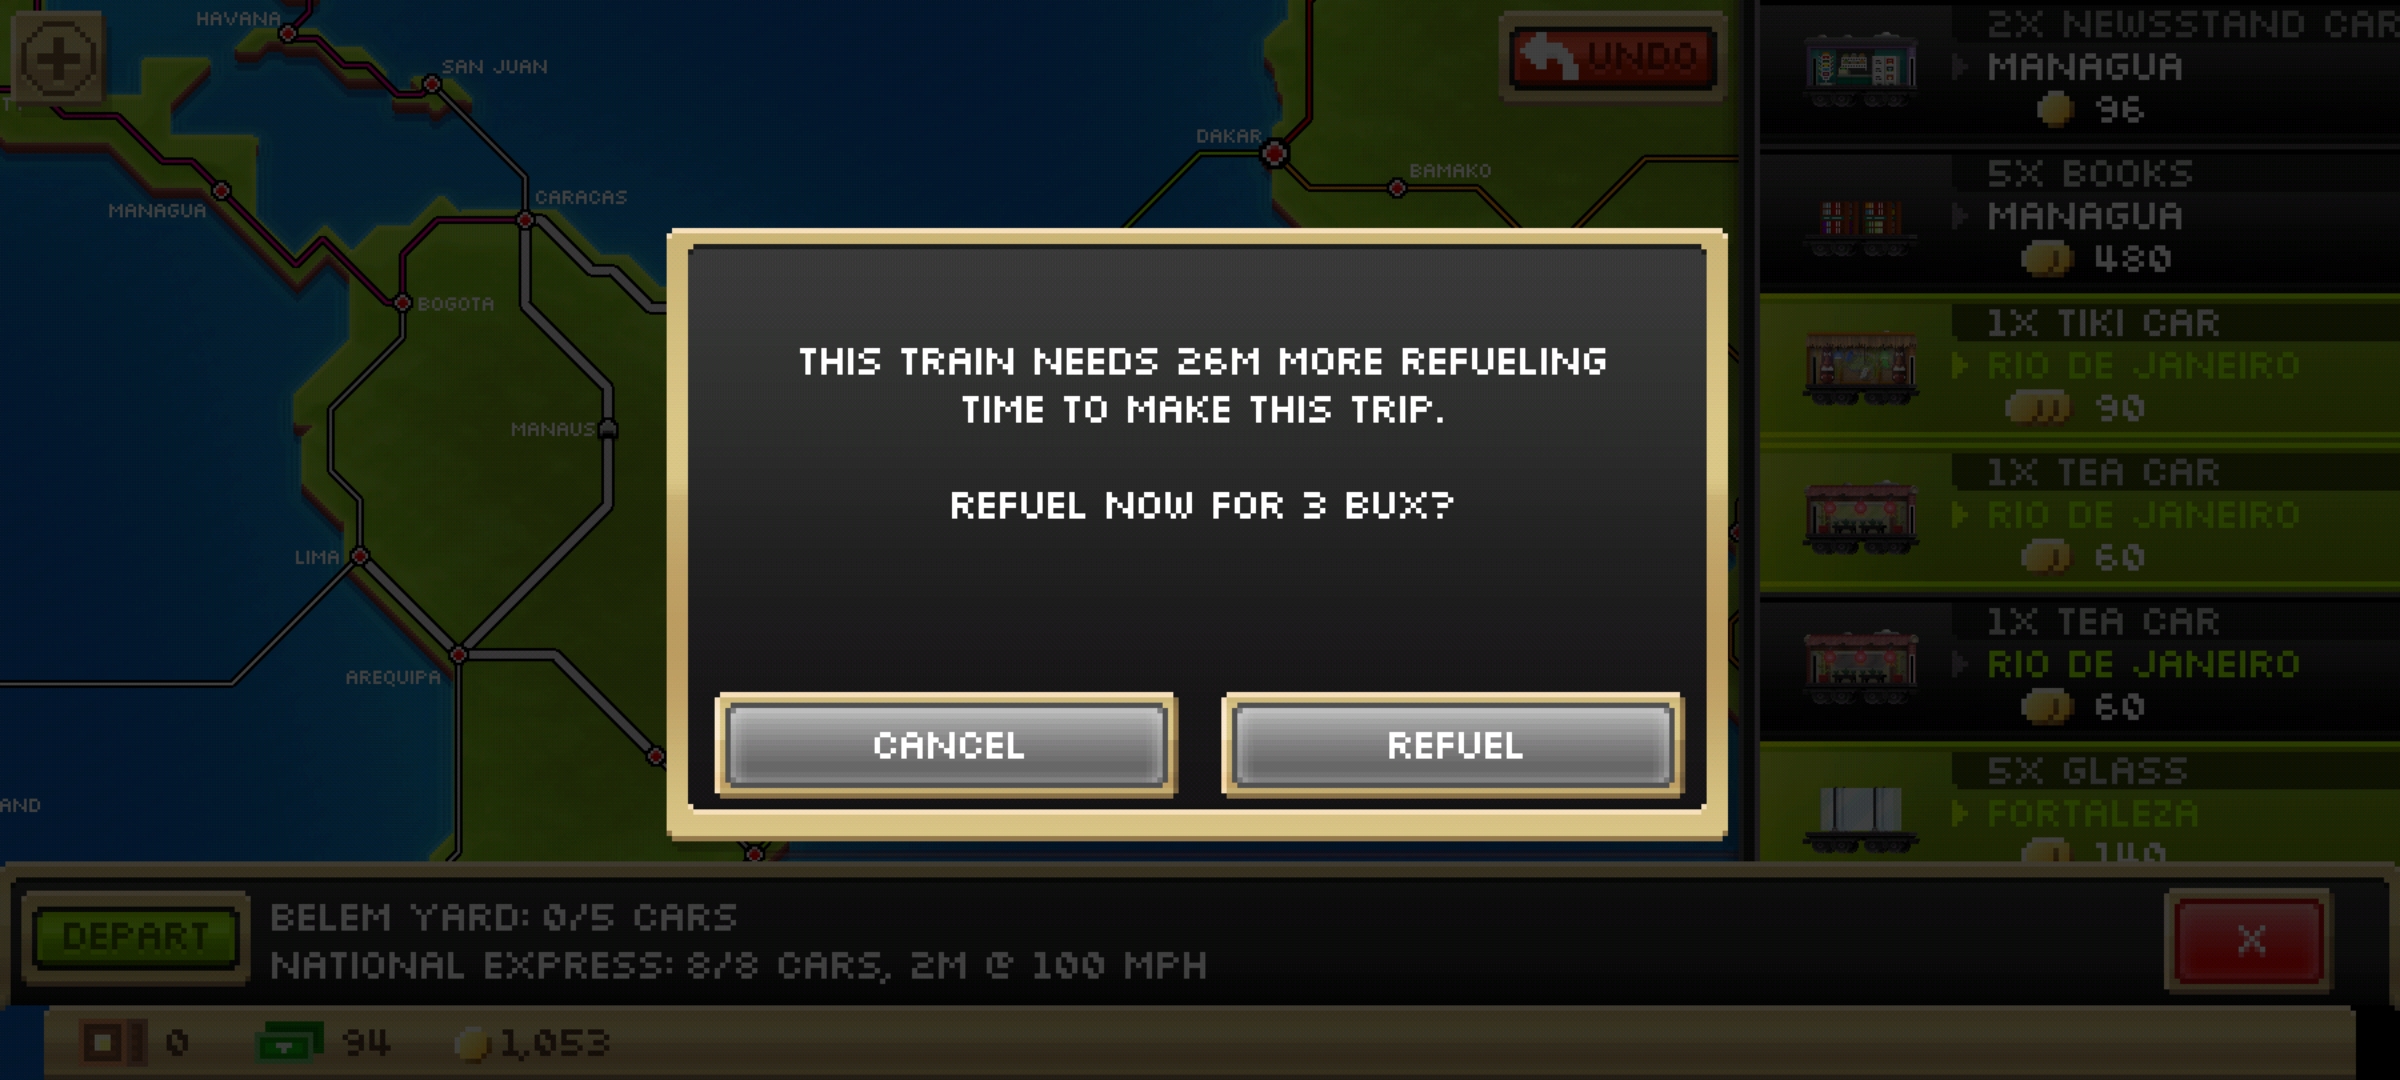 HAVANA
SAN JUAN
MANAGUA
CARACAS
BOGOTA
MANAUS
LIMA
AREQUIPA
AND
DAKAR
BAMAKO
UNDO
THIS TRAIN NEEDS 26M MORE REFUELING
TIME TO MAKE THIS TRIP.
REFUEL NOW FOR 3 BUX?
CANCEL
REFUEL
2X NEWSSTAND CAR
MANAGUA
96
5X BOOKS
MANAGUA
480
1X TIKI CAR
RIO DE JANEIRO
90
1X TEA CAR
RIO DE JANEIRO
60
1X TEA CAR
RIO DE JANEIRO
60
5X GLASS
FORTALEZA
140
DEPART
BELEM YARD: 0/5 CARS
NATIONAL EXPRESS: 8/8 CARS, 2M @ 100 MPH
X
0
94
1,053